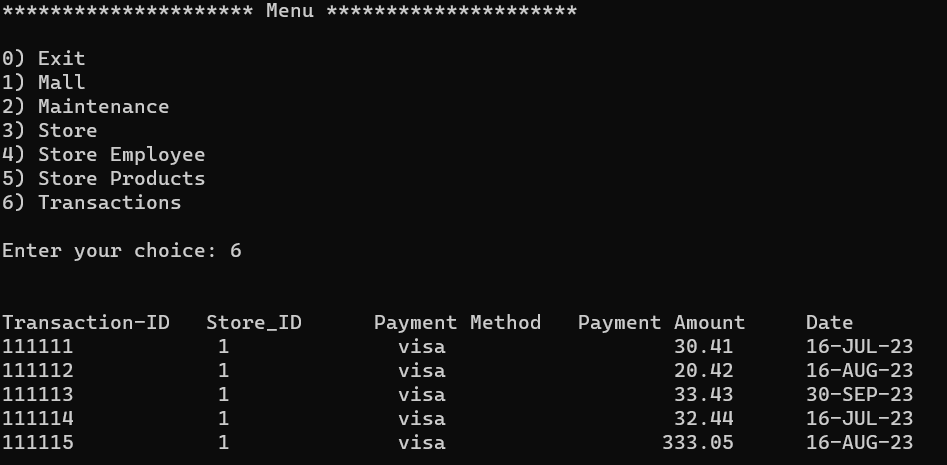 ********************* Menu *********************
0) Exit
1) Mall
2) Maintenance
3) Store
4) Store Employee
5) Store Products
6) Transactions
Enter your choice: 6
Transaction-ID   Store_ID      Payment Method   Payment Amount     Date
111111            1              visa                   30.41      16-JUL-23
111112            1              visa                   20.42      16-AUG-23
111113            1              visa                   33.43      30-SEP-23
111114            1              visa                   32.44      16-JUL-23
111115            1              visa                  333.05      16-AUG-23